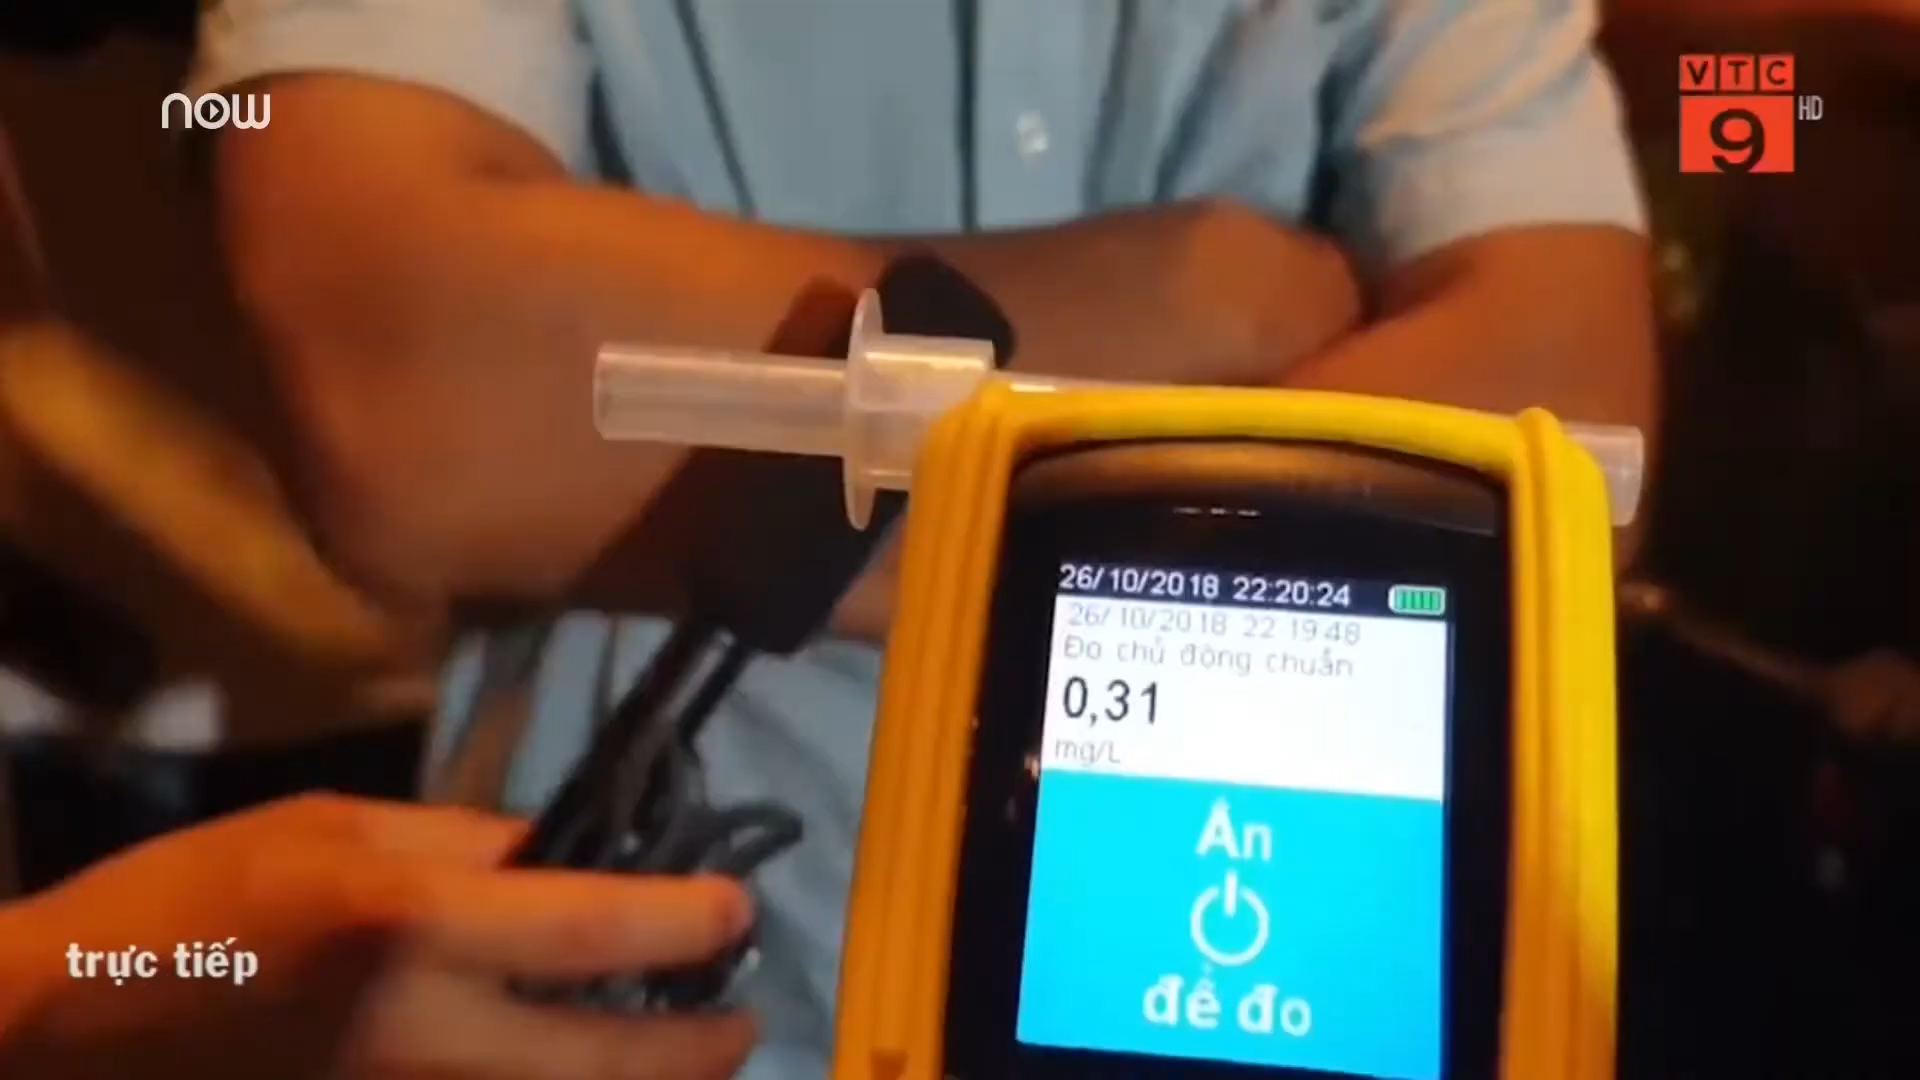 now
VTC
9
HD
26/10/2018 22:20:24
26/10/2018 22 19 48
Đo chủ động chuẩn
0,31
mg/L
Ấn
để đo
trực tiếp